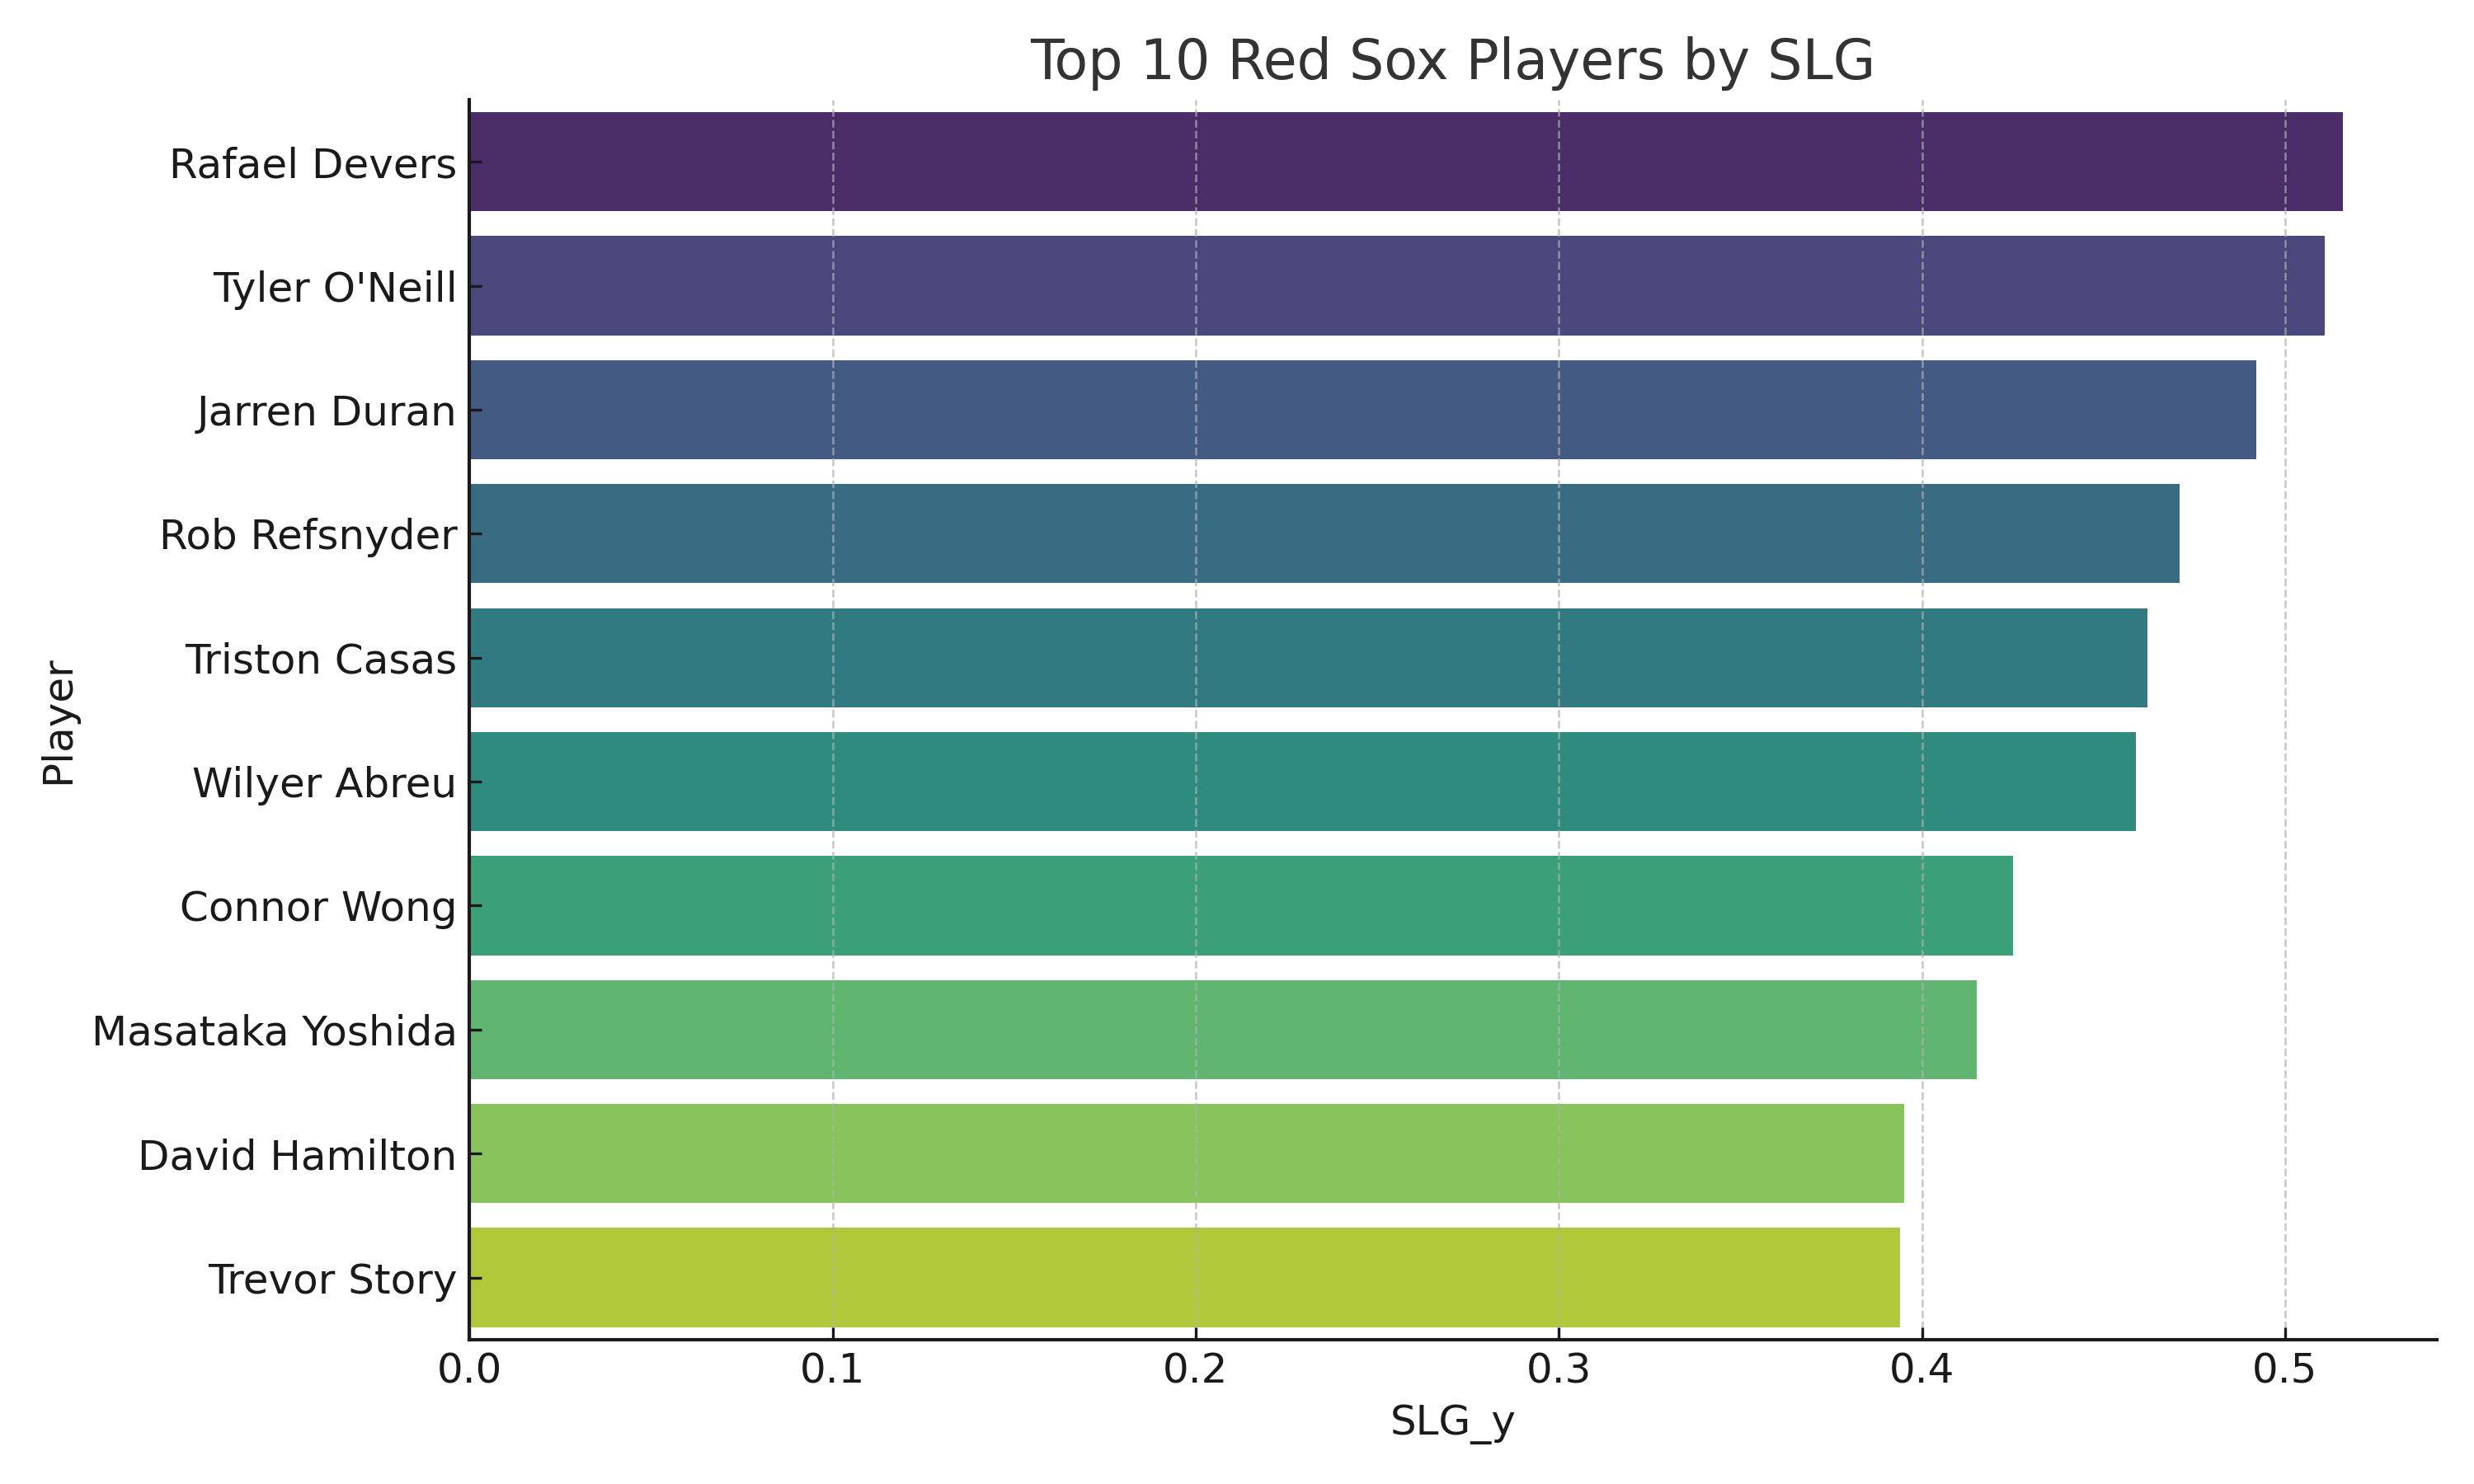 Top 10 Red Sox Players by SLG
Player
Rafael Devers
Tyler O'Neill
Jarren Duran
Rob Refsnyder
Triston Casas
Wilyer Abreu
Connor Wong
Masataka Yoshida
David Hamilton
Trevor Story
0.0 0.1 0.2 0.3 0.4 0.5
SLG_y